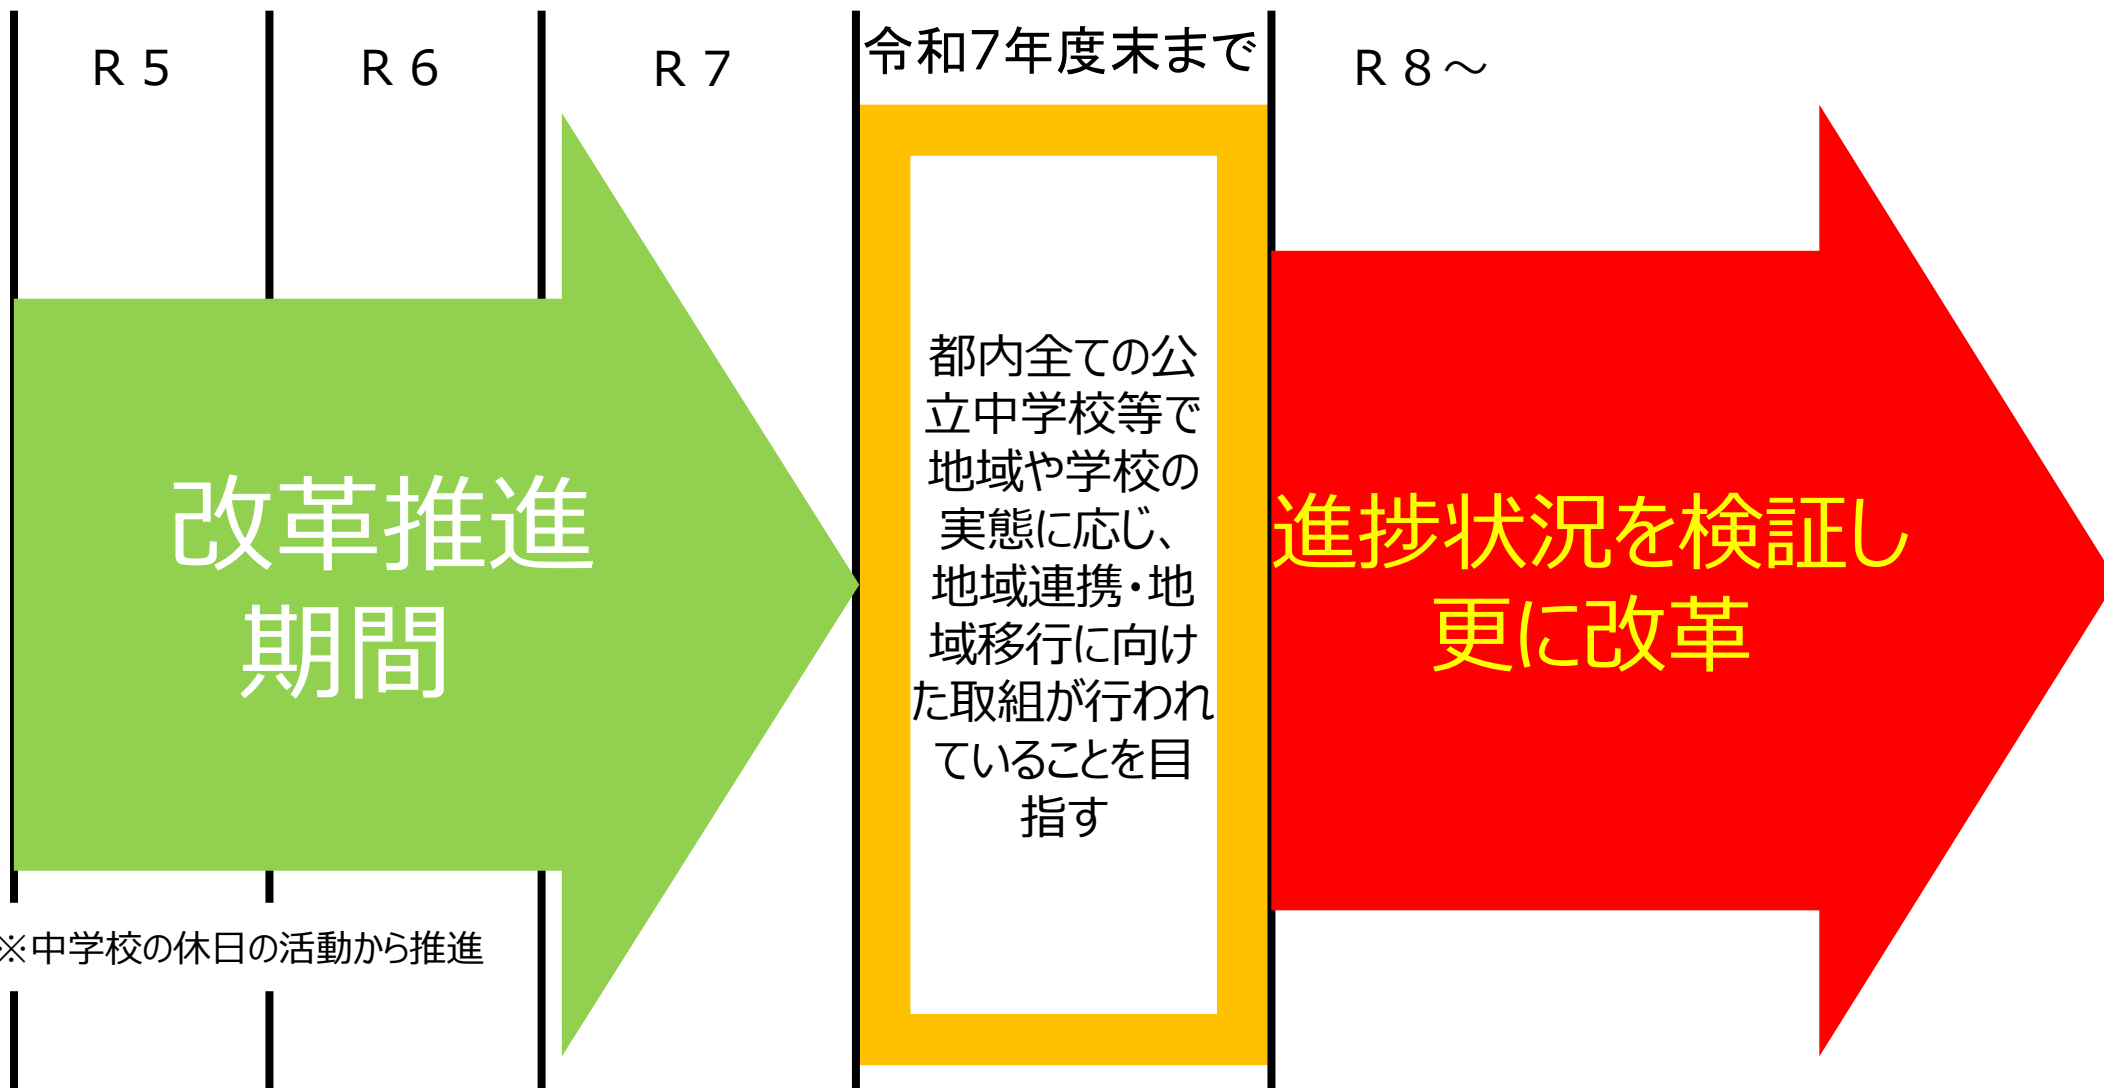 R 5
R 6
R 7
令和7年度末まで
R 8～
改革推進
期間
都内全ての公
立中学校等で
地域や学校の
実態に応じ、
地域連携・地
域移行に向け
た取組が行われ
ていることを目
指す
進捗状況を検証し
更に改革
※中学校の休日の活動から推進